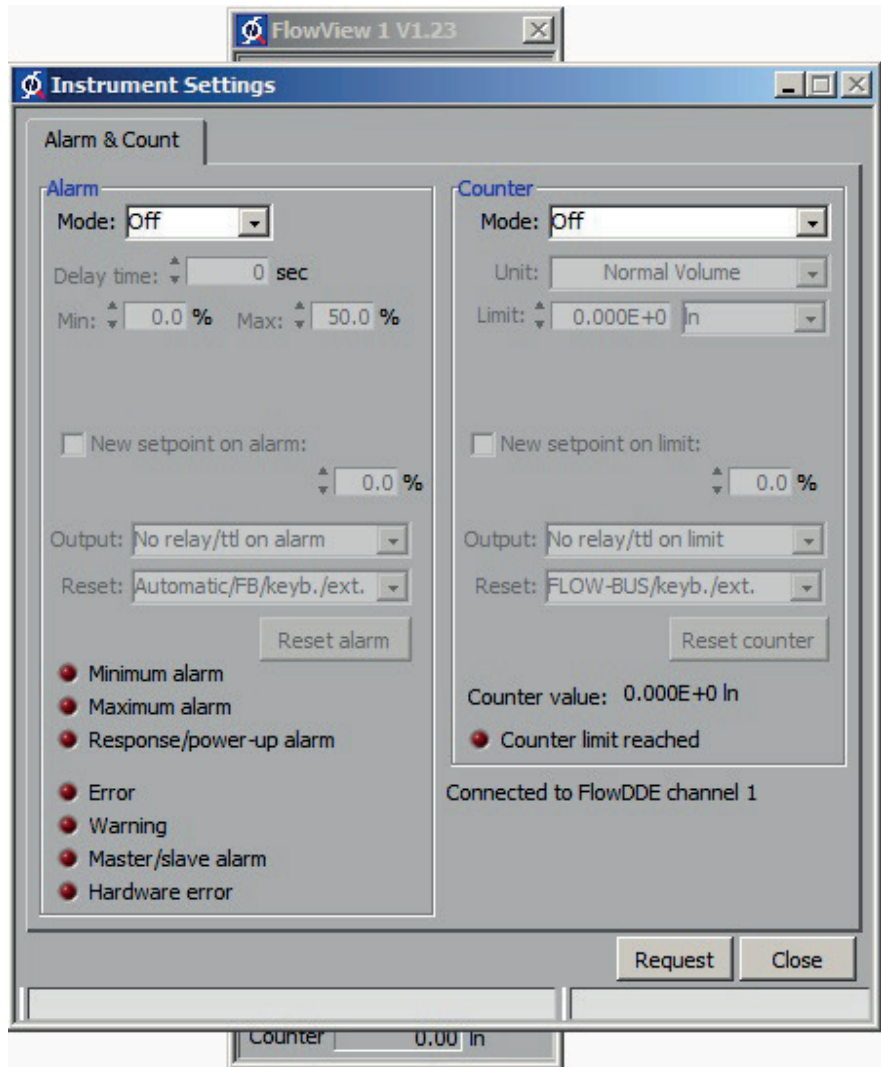 FlowView 1 V1.23
Instrument Settings
Alarm & Count
Alarm
Mode: Off
Delay time: 0 sec
Min: 0.0 % Max: 50.0 %
New setpoint on alarm:
0.0 %
Output: No relay/ttl on alarm
Reset: Automatic/FB/keyb./ext.
Reset alarm
Minimum alarm
Maximum alarm
Response/power-up alarm
Error
Warning
Master/slave alarm
Hardware error
Counter
Mode: Off
Unit: Normal Volume
Limit: 0.000E+0 ln
New setpoint on limit:
0.0 %
Output: No relay/ttl on limit
Reset: FLOW-BUS/keyb./ext.
Reset counter
Counter value: 0.000E+0 ln
Counter limit reached
Connected to FlowDDE channel 1
Request Close
Counter 0.00 ln